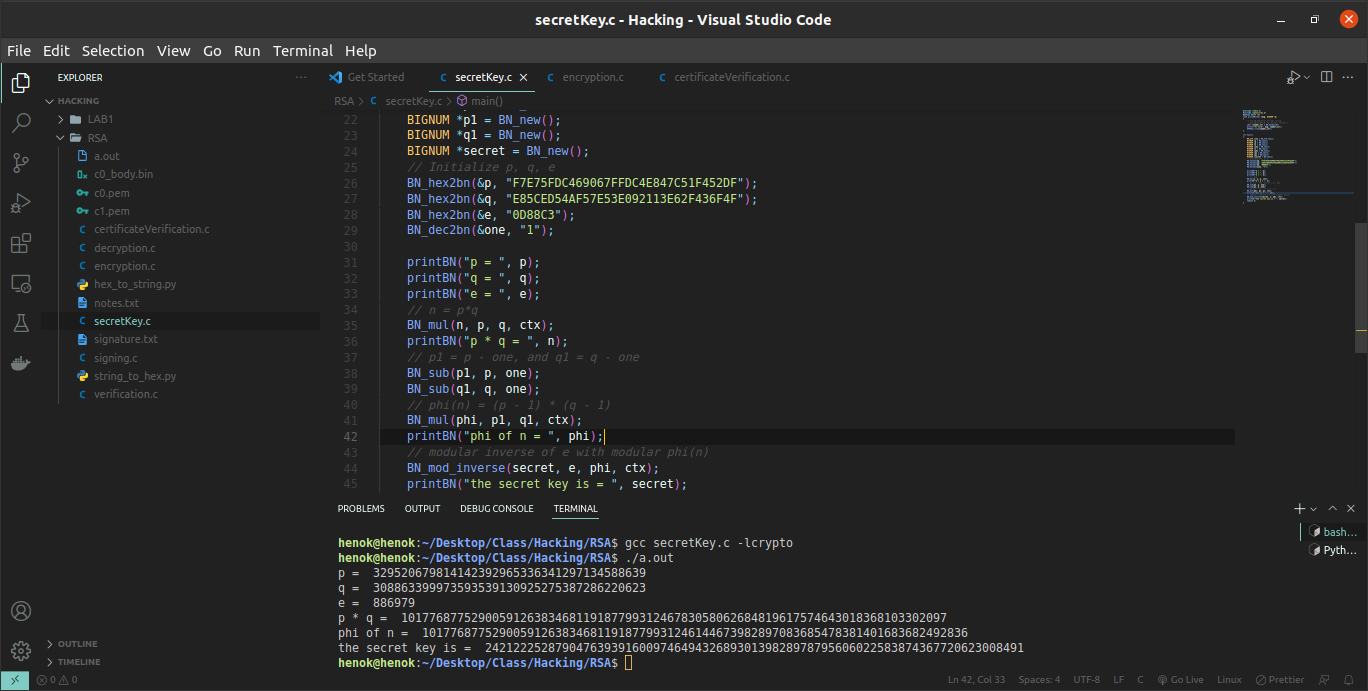 secretKey.c - Hacking - Visual Studio Code
File Edit Selection View Go Run Terminal Help
EXPLORER
HACKING
LAB1
RSA
a.out
c0_body.bin
c0.pem
c1.pem
certificateVerification.c
decryption.c
encryption.c
hex_to_string.py
notes.txt
secretKey.c
signature.txt
signing.c
string_to_hex.py
verification.c
OUTLINE
TIMELINE
Get Started secretKey.c encryption.c certificateVerification.c
RSA > C secretKey.c > main()
22 BIGNUM *p1 = BN_new();
23 BIGNUM *q1 = BN_new();
24 BIGNUM *secret = BN_new();
25 // Initialize p, q, e
26 BN_hex2bn(&p, "F7E75FDC469067FFDC4E847C51F452DF");
27 BN_hex2bn(&q, "E85CED54AF57E53E092113E62F436F4F");
28 BN_hex2bn(&e, "0D88C3");
29 BN_dec2bn(&one, "1");
30
31 printBN("p = ", p);
32 printBN("q = ", q);
33 printBN("e = ", e);
34 // n = p*q
35 BN_mul(n, p, q, ctx);
36 printBN("p * q = ", n);
37 // p1 = p - one, and q1 = q - one
38 BN_sub(p1, p, one);
39 BN_sub(q1, q, one);
40 // phi(n) = (p - 1) * (q - 1)
41 BN_mul(phi, p1, q1, ctx);
42 printBN("phi of n = ", phi);
43 // modular inverse of e with modular phi(n)
44 BN_mod_inverse(secret, e, phi, ctx);
45 printBN("the secret key is = ", secret);
PROBLEMS OUTPUT DEBUG CONSOLE TERMINAL
bash...
Pyth...
henok@henok:~/Desktop/Class/Hacking/RSA$ gcc secretKey.c -lcrypto
henok@henok:~/Desktop/Class/Hacking/RSA$ ./a.out
p = 329520679814142392965336341297134588639
q = 308863399973593539130925275387286220623
e = 886979
p * q = 101776877529005912638346811918779931246783058062684819617574643018368103302097
phi of n = 101776877529005912638346811918779931246144673982897083685478381401683682492836
the secret key is = 24212225287904763939160097464943268930139828978795606022583874367720623008491
henok@henok:~/Desktop/Class/Hacking/RSA$
0 0 Ln 42, Col 33 Spaces: 4 UTF-8 LF C Go Live Linux Prettier